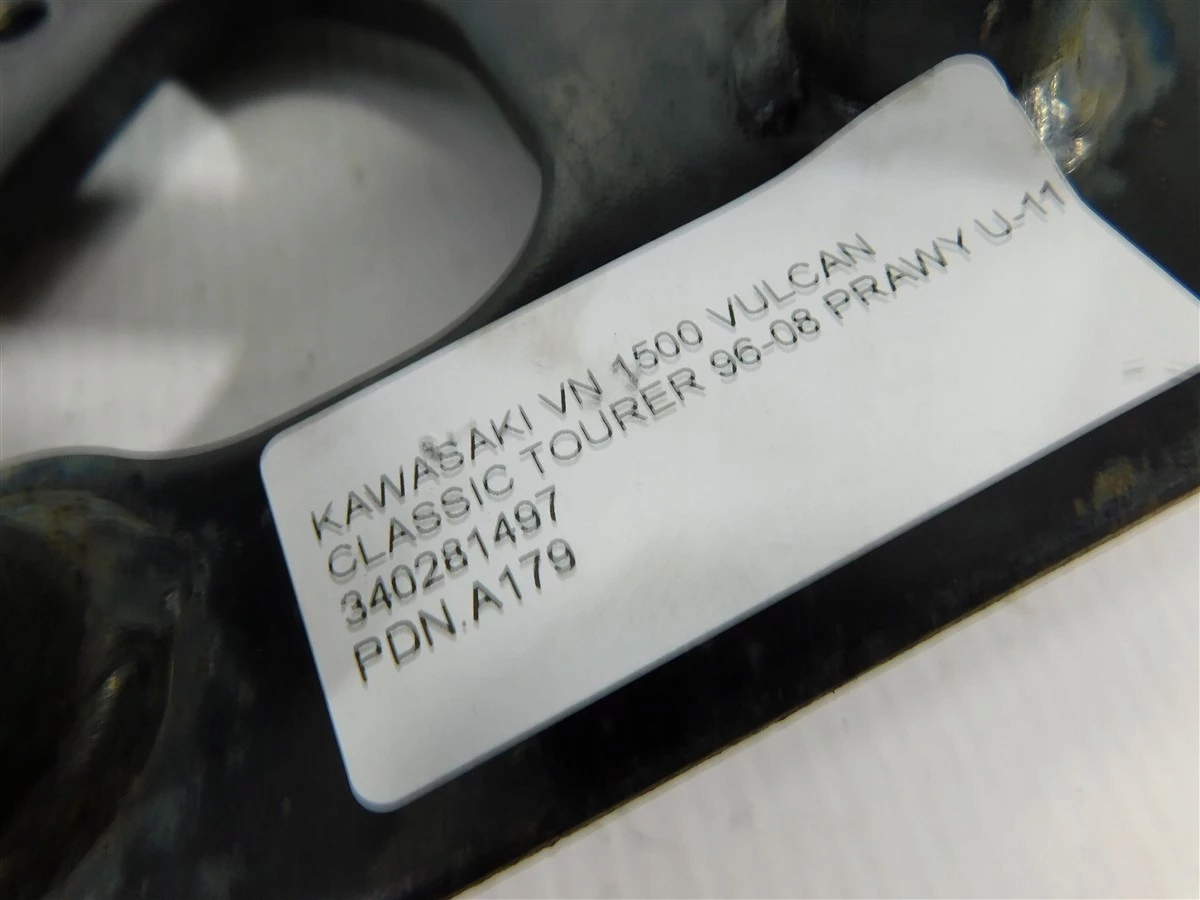 KAWASAKI VN 1500 VULCAN
CLASSIC TOURER 96-08 PRAWY U-11
340281497
PDN.A179